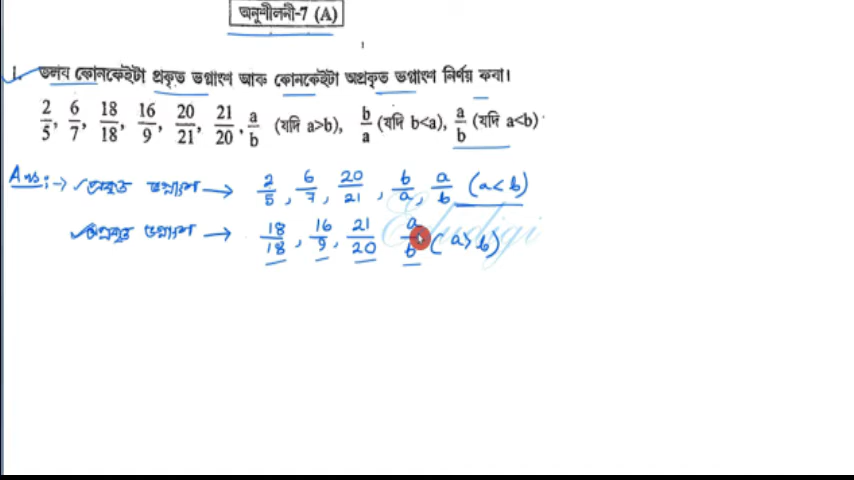 অনুশীলনী-7 (A)
1. তলৰ কোনকেইটা প্ৰকৃত ভগ্নাংশ আৰু কোনকেইটা অপ্ৰকৃত ভগ্নাংশ নিৰ্ণয় কৰা।
2/5, 6/7, 18/18, 16/9, 20/21, 21/20, a/b (যদি a>b), b/a (যদি b<a), a/b (যদি a<b)
Ans:→ প্ৰকৃত ভগ্নাংশ → 2/5, 6/7, 20/21, b/a, a/b (a<b)
অপ্ৰকৃত ভগ্নাংশ → 18/18, 16/9, 21/20, a/b (a>b)
Eludigi